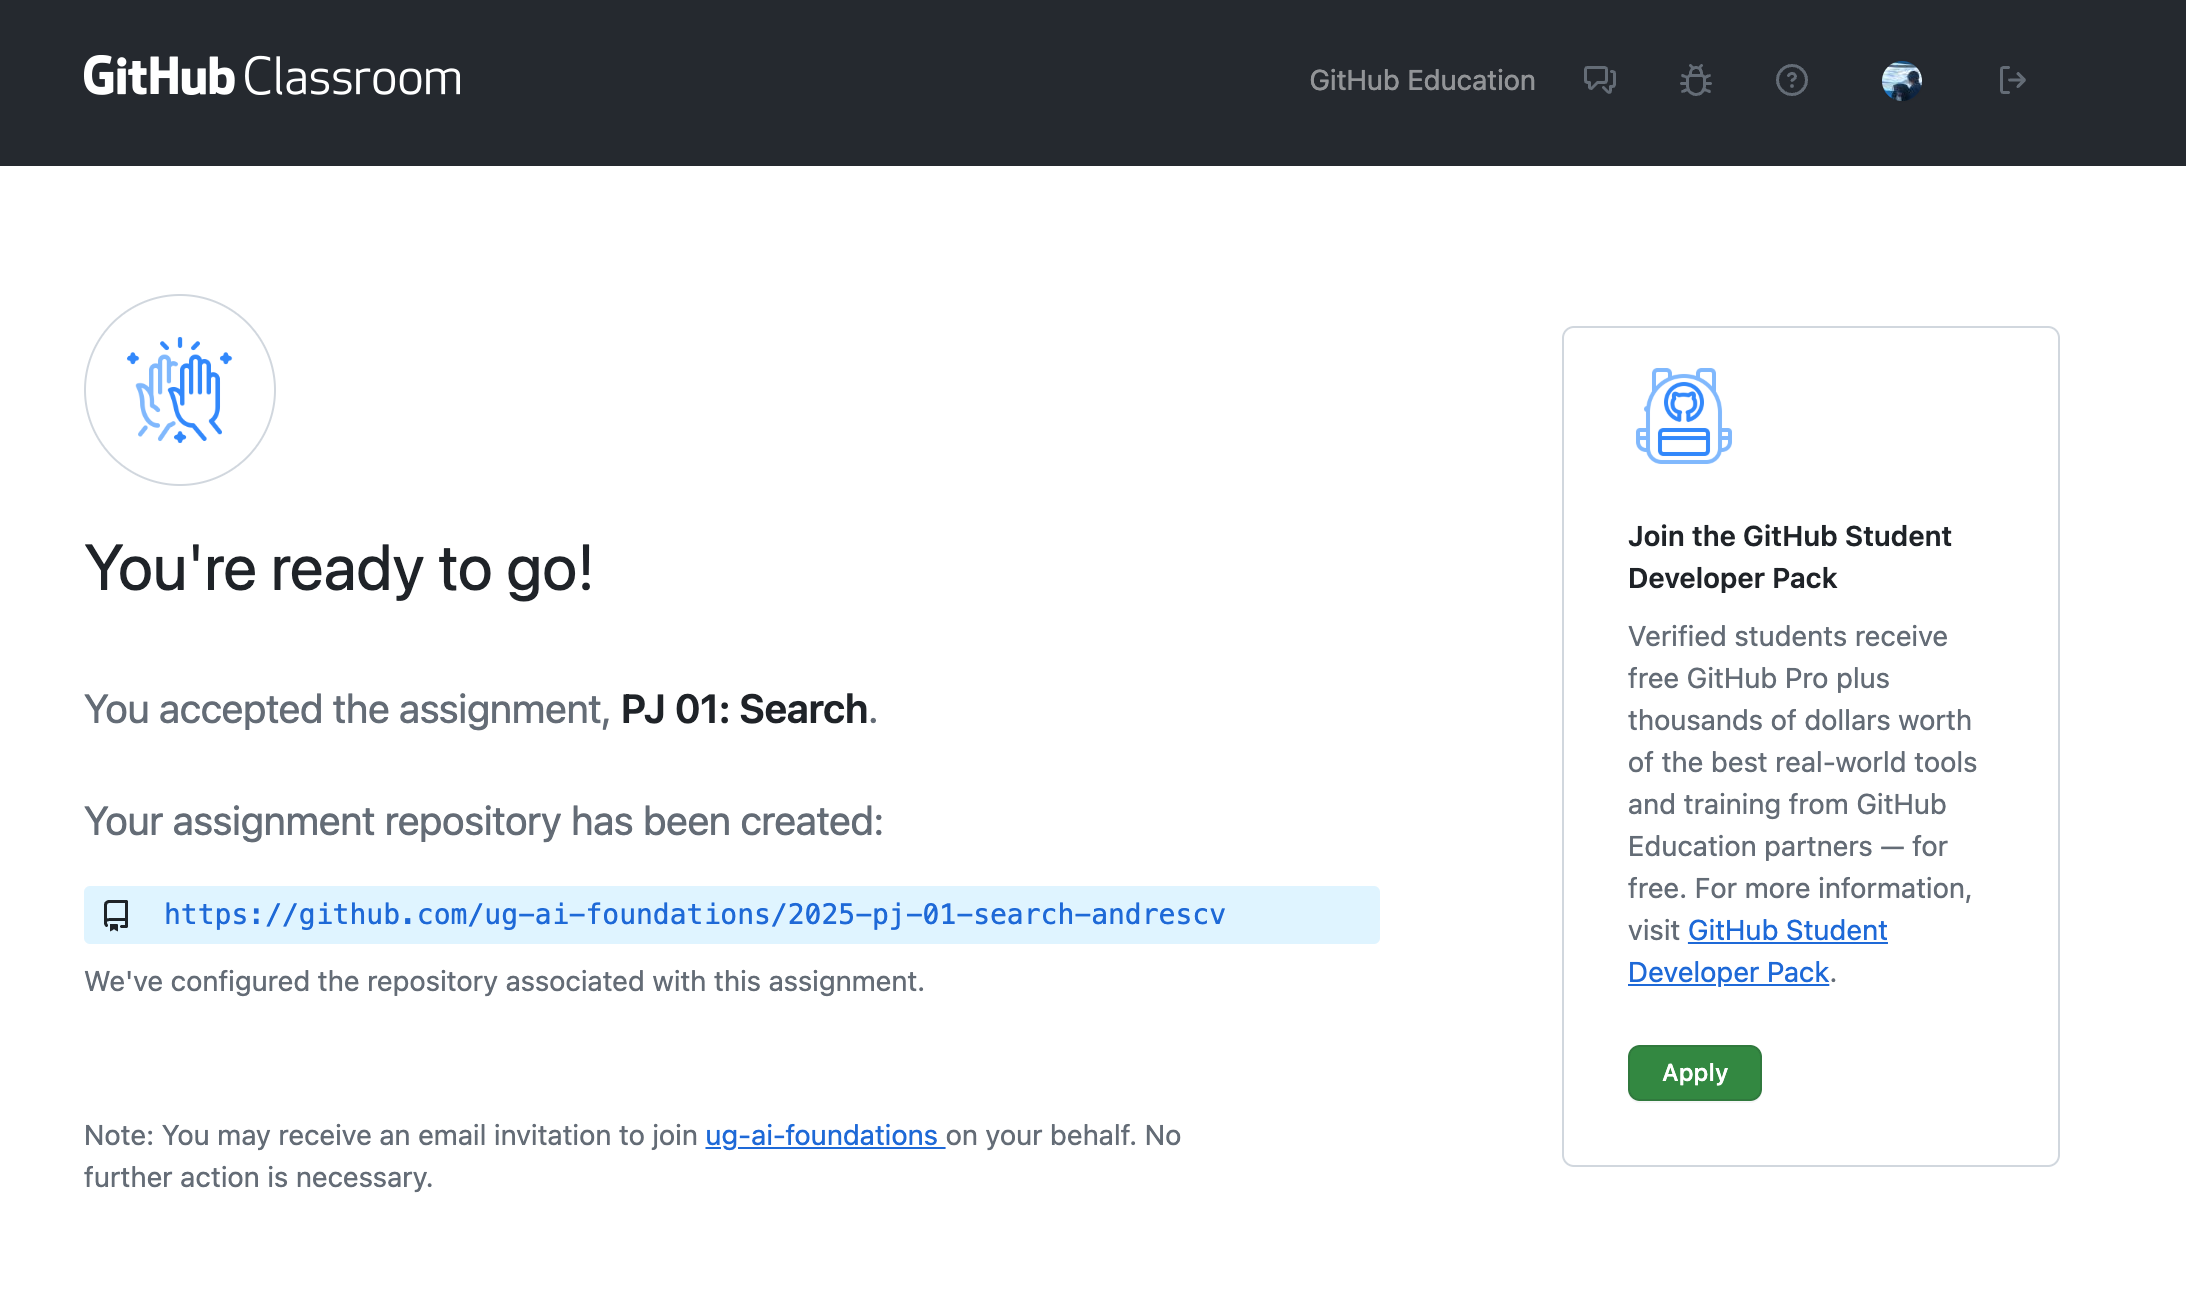 GitHub Classroom
GitHub Education
You're ready to go!
You accepted the assignment, PJ 01: Search.
Your assignment repository has been created:
https://github.com/ug-ai-foundations/2025-pj-01-search-andrescv
We've configured the repository associated with this assignment.
Note: You may receive an email invitation to join ug-ai-foundations on your behalf. No
further action is necessary.
Join the GitHub Student
Developer Pack
Verified students receive
free GitHub Pro plus
thousands of dollars worth
of the best real-world tools
and training from GitHub
Education partners — for
free. For more information,
visit GitHub Student
Developer Pack.
Apply